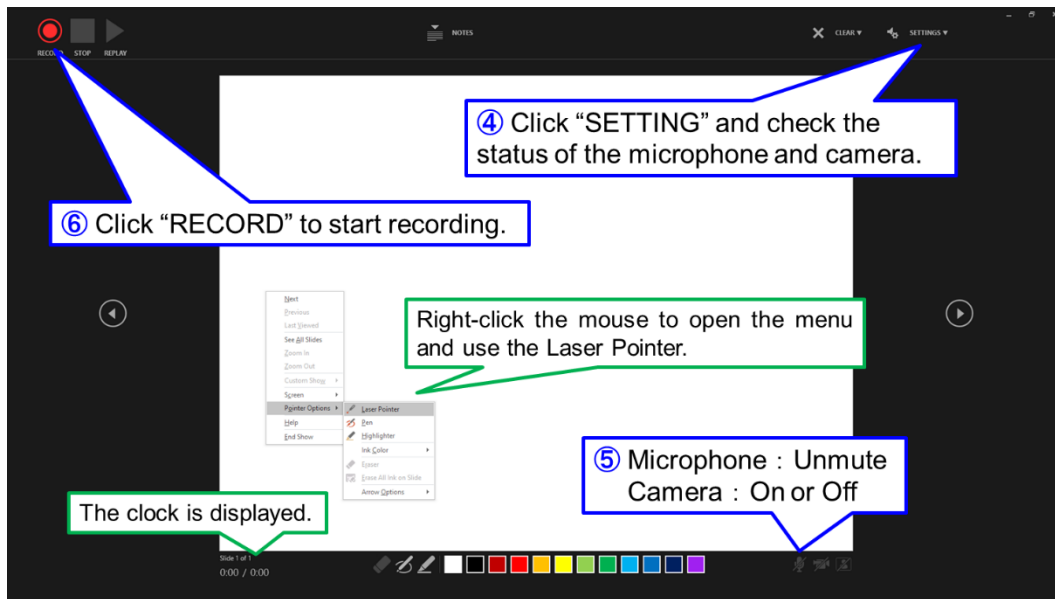 RECORD STOP REPLAY
NOTES
CLEAR ▼
SETTINGS ▼
④ Click “SETTING” and check the
status of the microphone and camera.
⑥ Click “RECORD” to start recording.
Next
Previous
Last Viewed
See All Slides
Zoom In
Zoom Out
Custom Show
Screen
Pointer Options
Help
End Show
Right-click the mouse to open the menu
and use the Laser Pointer.
Laser Pointer
Pen
Highlighter
Ink Color
Eraser
Erase All Ink on Slide
Arrow Options
⑤ Microphone : Unmute
Camera : On or Off
The clock is displayed.
Slide 1 of 1
0:00 / 0:00